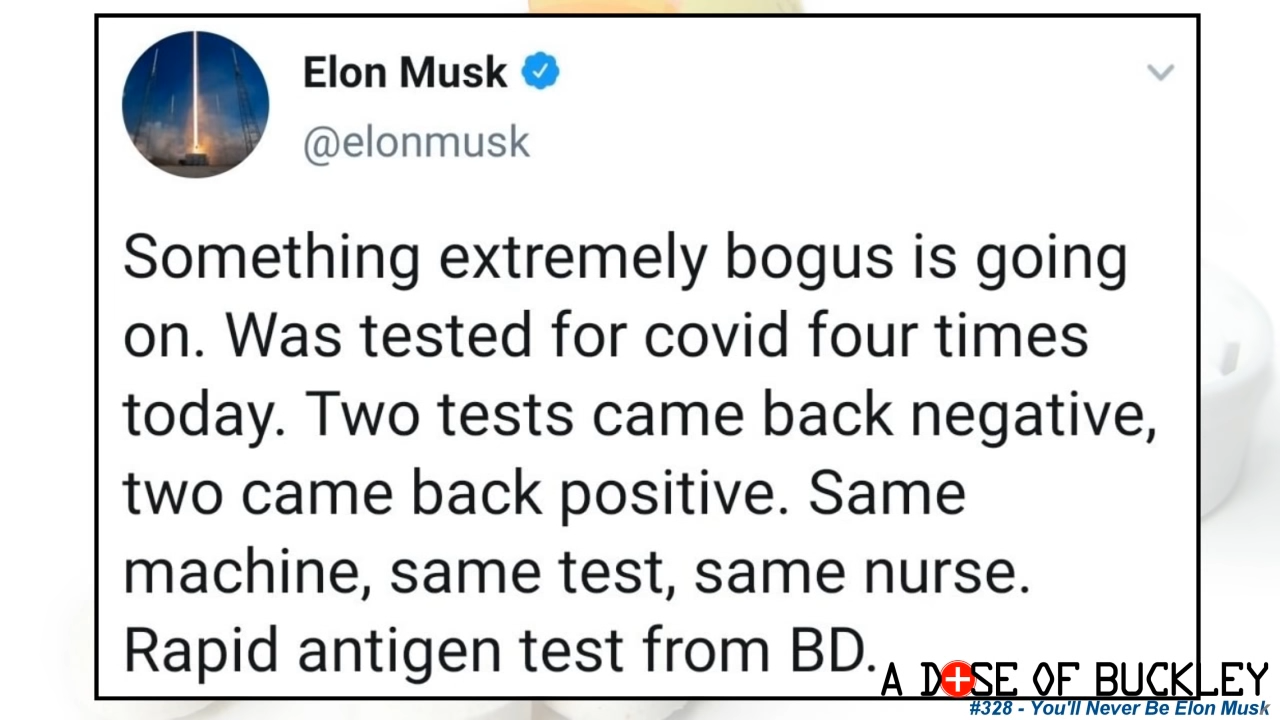 Elon Musk
@elonmusk
Something extremely bogus is going
on. Was tested for covid four times
today. Two tests came back negative,
two came back positive. Same
machine, same test, same nurse.
Rapid antigen test from BD.
A DOSE OF BUCKLEY
#328 - You'll Never Be Elon Musk